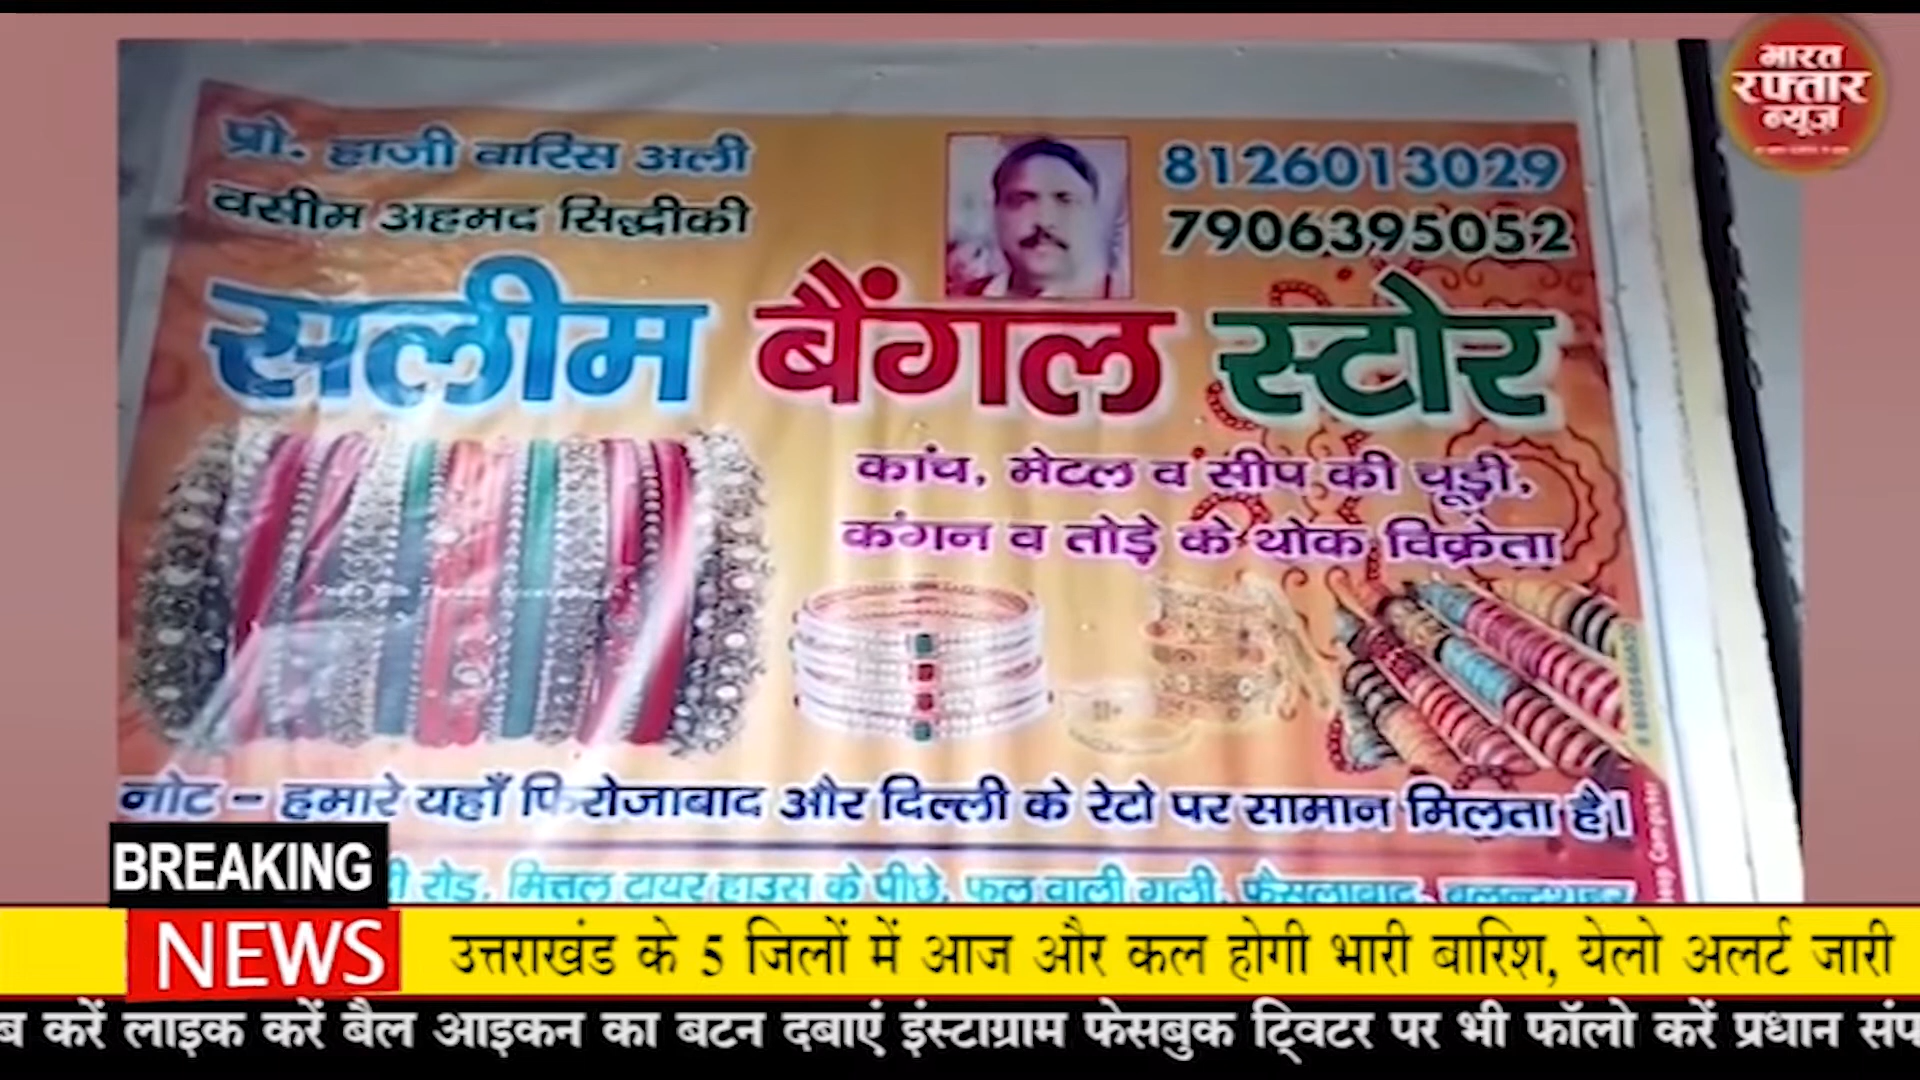 भारत
रफ्तार
न्यूज़
प्रो. हाजी वारिस अली
वसीम अहमद सिद्दीकी
8126013029
7906395052
सलीम बैंगल स्टोर
कांच, मेटल व सीप की चूड़ी,
कंगन व तोड़े के थोक विक्रेता
नोट - हमारे यहाँ फिरोजाबाद और दिल्ली के रेटो पर सामान मिलता है।
रोड, मित्तल टायर हाउस के पीछे, फूल वाली गली, फैसलाबाद, बुलन्दशहर
BREAKING
NEWS
उत्तराखंड के 5 जिलों में आज और कल होगी भारी बारिश, येलो अलर्ट जारी
करें लाइक करें बैल आइकन का बटन दबाएं इंस्टाग्राम फेसबुक ट्विटर पर भी फॉलो करें प्रधान